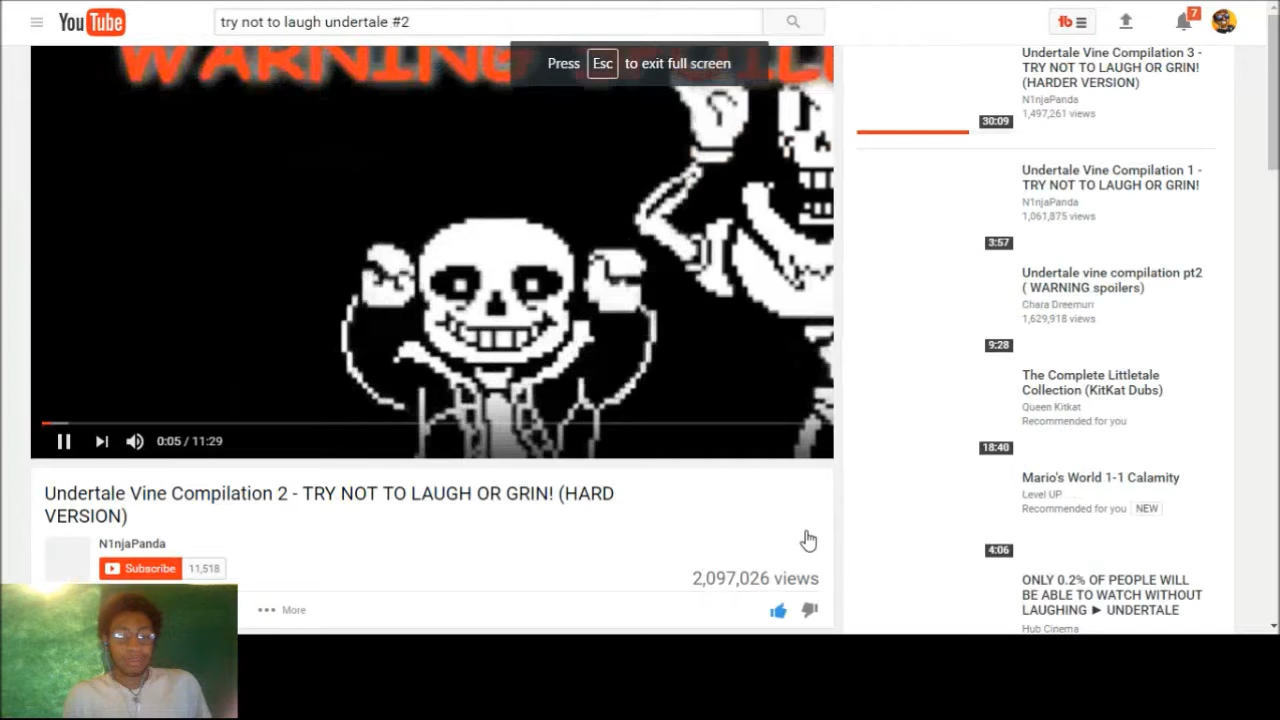 YouTube
try not to laugh undertale #2
7
WARNING
Press Esc to exit full screen
0:05 / 11:29
Undertale Vine Compilation 2 - TRY NOT TO LAUGH OR GRIN! (HARD
VERSION)
N1njaPanda
Subscribe 11,518
2,097,026 views
More
Undertale Vine Compilation 3 -
TRY NOT TO LAUGH OR GRIN!
(HARDER VERSION)
N1njaPanda
1,497,261 views
30:09
Undertale Vine Compilation 1 -
TRY NOT TO LAUGH OR GRIN!
N1njaPanda
1,061,875 views
3:57
Undertale vine compilation pt2
( WARNING spoilers)
Chara Dreemurr
1,629,918 views
9:28
The Complete Littletale
Collection (KitKat Dubs)
Queen Kitkat
Recommended for you
18:40
Mario's World 1-1 Calamity
Level UP
Recommended for you NEW
4:06
ONLY 0.2% OF PEOPLE WILL
BE ABLE TO WATCH WITHOUT
LAUGHING ► UNDERTALE
Hub Cinema